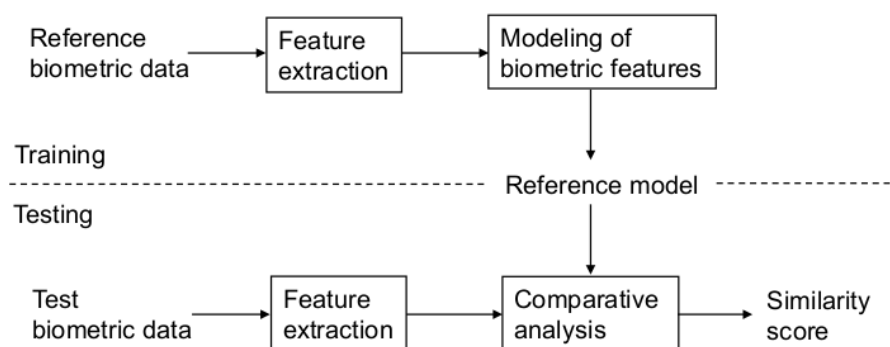 Reference
biometric data
Feature
extraction
Modeling of
biometric features
Training
Reference model
Testing
Test
biometric data
Feature
extraction
Comparative
analysis
Similarity
score